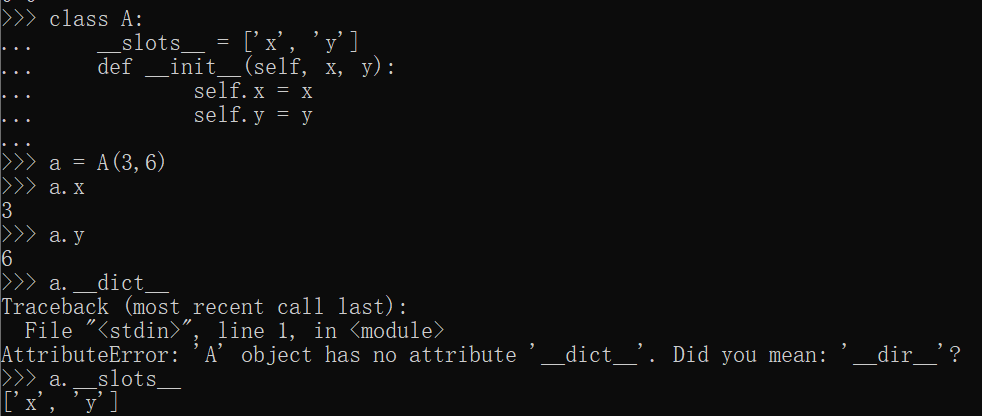 >>> class A:
...     __slots__ = ['x', 'y']
...     def __init__(self, x, y):
...             self.x = x
...             self.y = y
...
>>> a = A(3,6)
>>> a.x
3
>>> a.y
6
>>> a.__dict__
Traceback (most recent call last):
  File "<stdin>", line 1, in <module>
AttributeError: 'A' object has no attribute '__dict__'. Did you mean: '__dir__'?
>>> a.__slots__
['x', 'y']